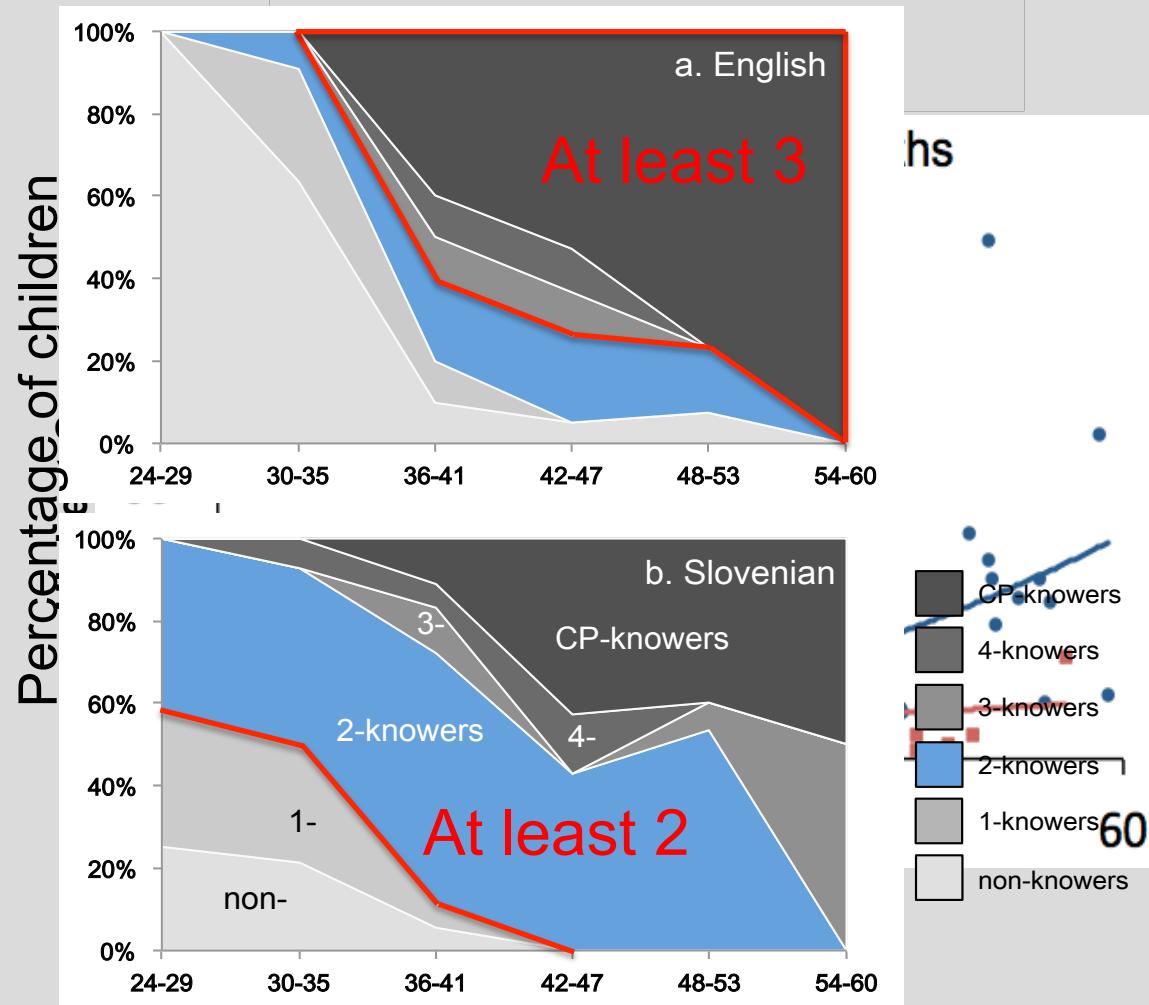 Percentage of children
100%
80%
60%
40%
20%
0%
a. English
At least 3
24-29 30-35 36-41 42-47 48-53 54-60
100%
80%
60%
40%
20%
0%
b. Slovenian
3-
CP-knowers
2-knowers
4-
1-
At least 2
non-
24-29 30-35 36-41 42-47 48-53 54-60
ths
CP-knowers
4-knowers
3-knowers
2-knowers
1-knowers
60
non-knowers